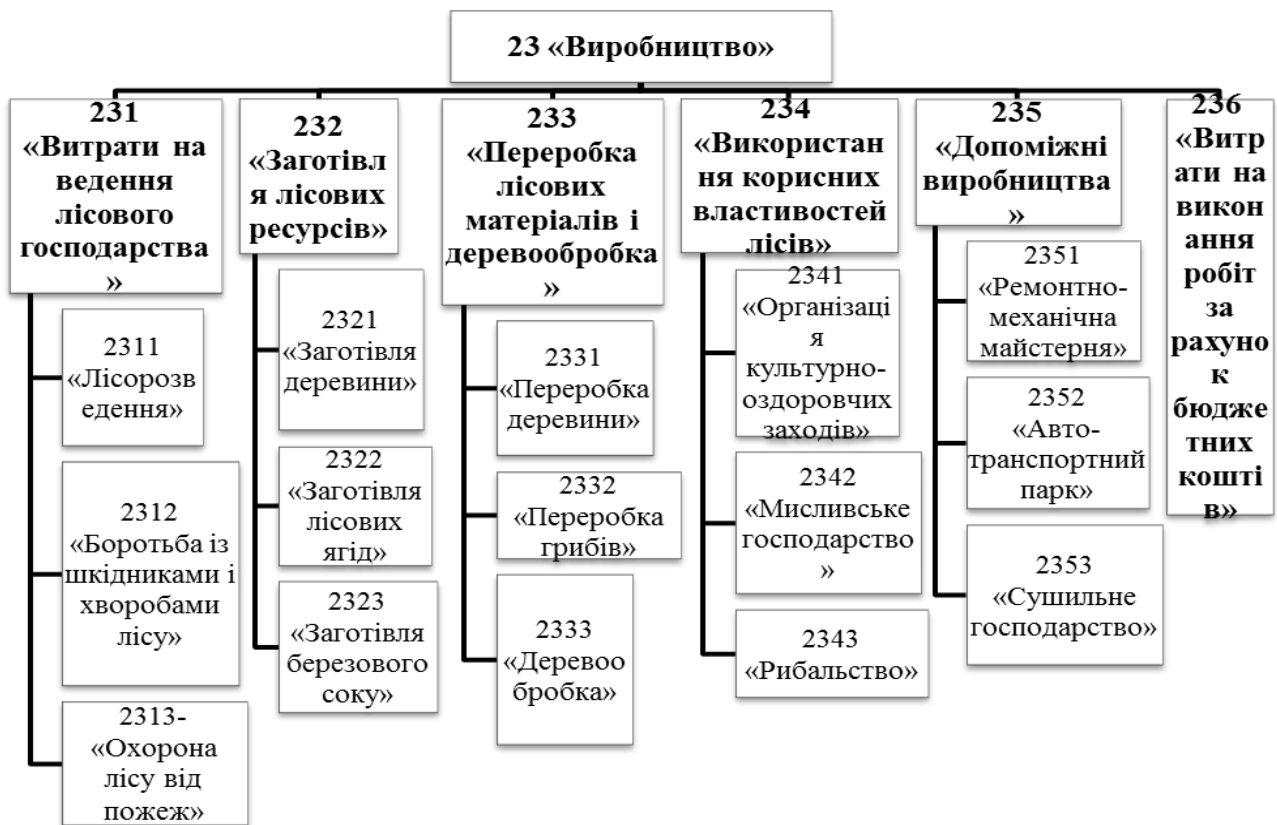 23 «Виробництво»
231
«Витрати на
ведення
лісового
господарства
»
2311
«Лісорозв
едення»
2312
«Боротьба із
шкідниками і
хворобами
лісу»
2313-
«Охорона
лісу від
пожеж»
232
«Заготівл
я лісових
ресурсів»
2321
«Заготівля
деревини»
2322
«Заготівля
лісових
ягід»
2323
«Заготівля
березового
соку»
233
«Переробка
лісових
матеріалів і
деревообробка
»
2331
«Переробка
деревини»
2332
«Переробка
грибів»
2333
«Деревоо
бробка»
234
«Використан
ня корисних
властивостей
лісів»
2341
«Організаці
я
культурно-
оздоровчих
заходів»
2342
«Мисливське
господарство
»
2343
«Рибальство»
235
«Допоміжні
виробництва
»
2351
«Ремонтно-
механічна
майстерня»
2352
«Авто-
транспортний
парк»
2353
«Сушильне
господарство»
236
«Витр
ати на
викон
ання
робіт
за
рахуно
к
бюдже
тних
кошті
в»